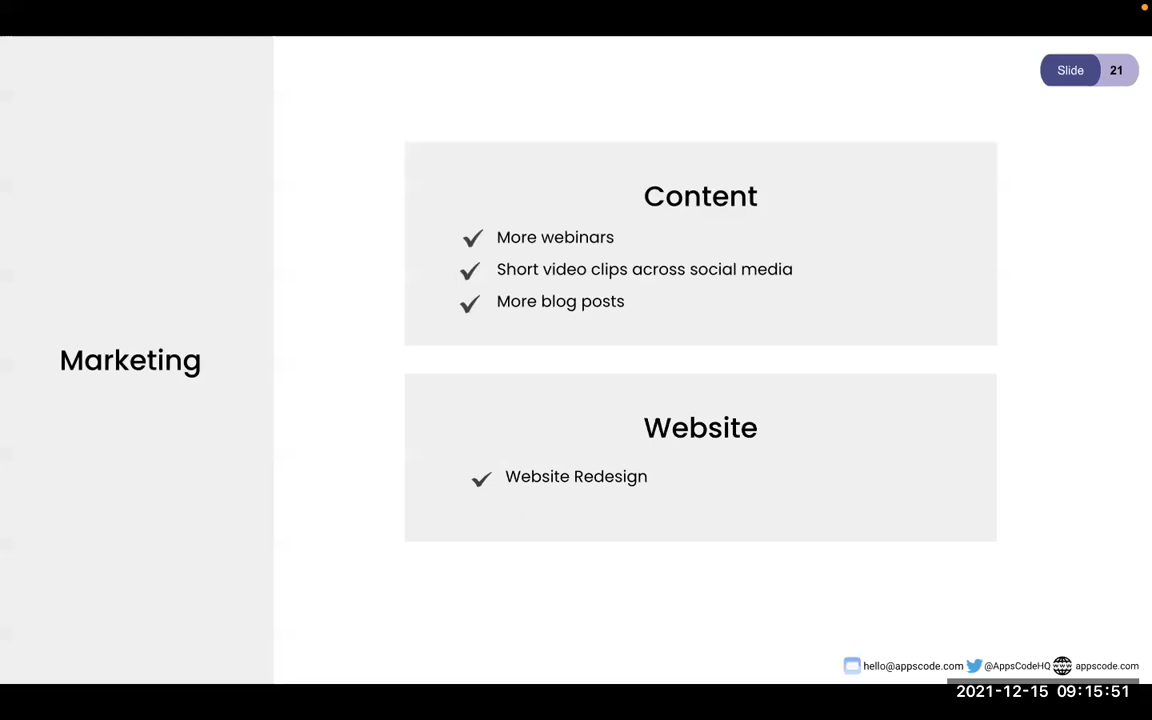 Slide 21
Marketing
Content
More webinars
Short video clips across social media
More blog posts
Website
Website Redesign
hello@appscode.com @AppsCodeHQ appscode.com
2021-12-15 09:15:51